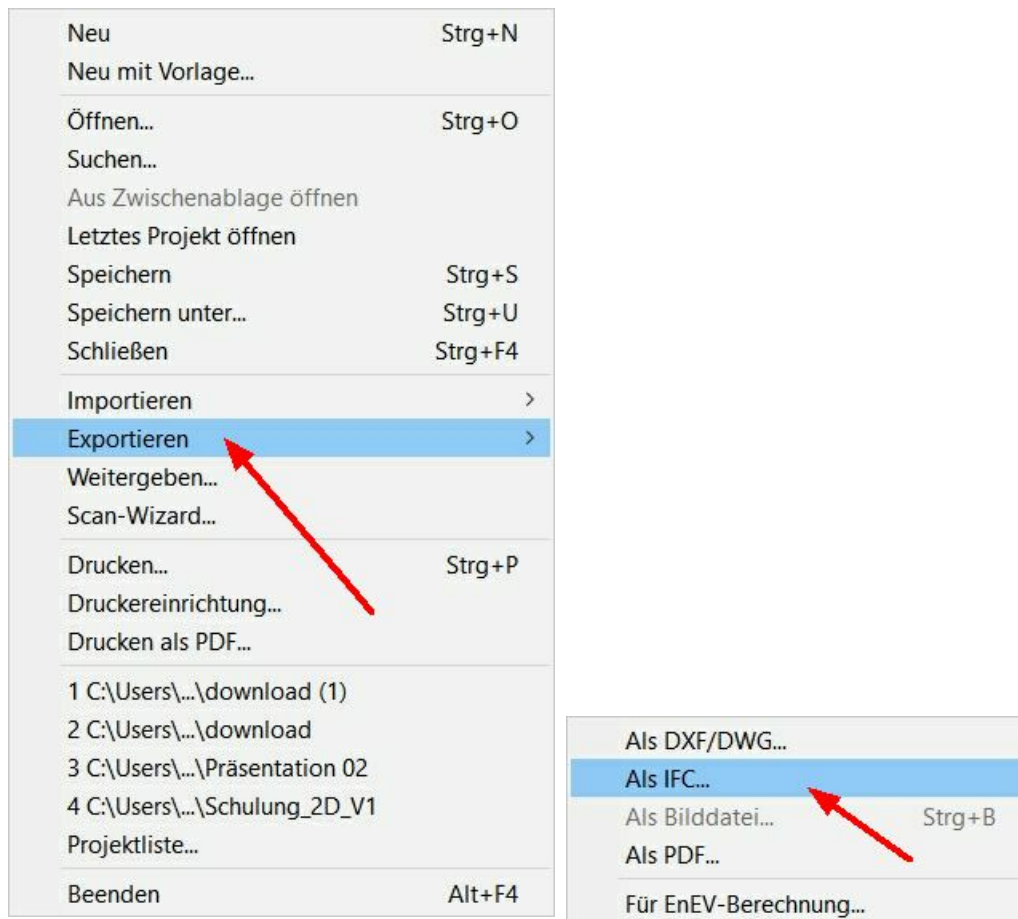 Neu Strg+N
Neu mit Vorlage...
Öffnen... Strg+O
Suchen...
Aus Zwischenablage öffnen
Letztes Projekt öffnen
Speichern Strg+S
Speichern unter... Strg+U
Schließen Strg+F4
Importieren >
Exportieren >
Weitergeben...
Scan-Wizard...
Drucken... Strg+P
Druckereinrichtung...
Drucken als PDF...
1 C:\Users\...\download (1)
2 C:\Users\...\download
3 C:\Users\...\Präsentation 02
4 C:\Users\...\Schulung_2D_V1
Projektliste...
Beenden Alt+F4
Als DXF/DWG...
Als IFC...
Als Bilddatei... Strg+B
Als PDF...
Für EnEV-Berechnung...